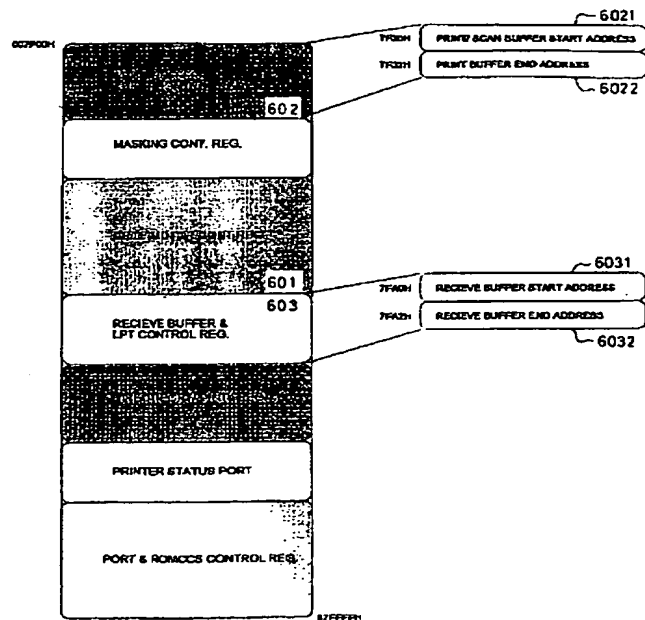 6021
PRINT/ SCAN BUFFER START ADDRESS
PRINT BUFFER END ADDRESS
6022
602
MASKING CONT. REG.
601
603
RECIEVE BUFFER &
LPT CONTROL REG.
6031
7FA0H RECIEVE BUFFER START ADDRESS
7FA2H RECIEVE BUFFER END ADDRESS
6032
PRINTER STATUS PORT
PORT & ROMCCS CONTROL REG.